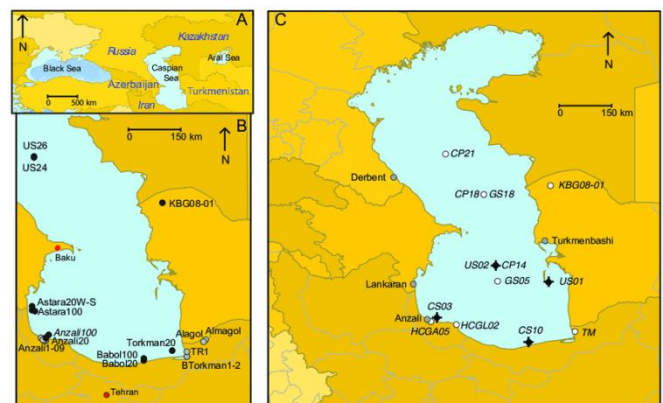 A
N
Russia
Kazakhstan
Black Sea
Caspian
Sea
Aral Sea
Azerbaijan
Turkmenistan
Iran
0 500 km
B
0 150 km
N
US26
US24
KBG08-01
Baku
Astara20W-S
Astara100
Anzali100
Anzali20
Anzali1-09
Torkman20
Alagol
Almagol
Babol100
Babol20
TR1
BTorkman1-2
Tehran
C
N
0 150 km
CP21
Derbent
CP18
GS18
KBG08-01
Turkmenbashi
US02
CP14
Lankaran
GS05
US01
CS03
Anzali
HCGA05
HCGL02
CS10
TM